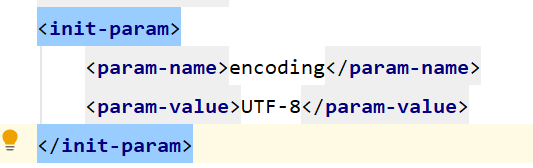 <init-param>
<param-name>encoding</param-name>
<param-value>UTF-8</param-value>
</init-param>